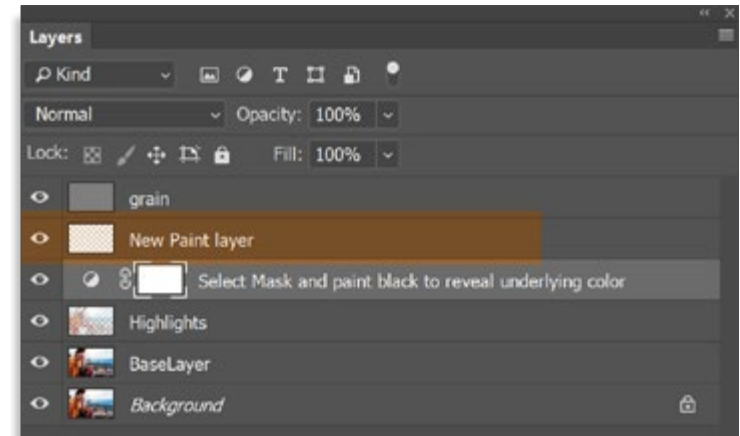 Layers
Kind
Normal Opacity: 100%
Lock: Fill: 100%
grain
New Paint layer
Select Mask and paint black to reveal underlying color
Highlights
BaseLayer
Background